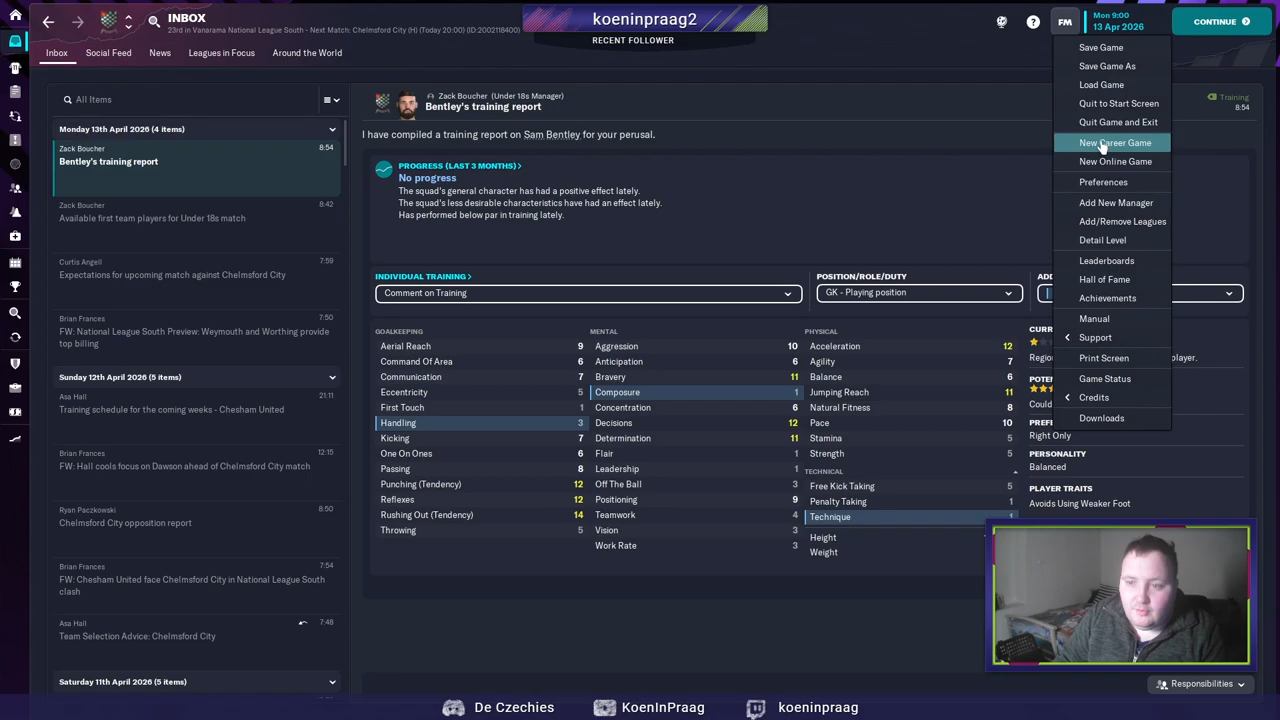 INBOX
23rd in Vanarama National League South - Next Match: Chelmsford City (H) (Today 20:00) (ID:2002118400)
koeninpraag2
RECENT FOLLOWER
FM
Mon 9:00
13 Apr 2026
CONTINUE
Inbox
Social Feed
News
Leagues in Focus
Around the World
All Items
Monday 13th April 2026 (4 items)
Zack Boucher
8:54
Bentley's training report
Zack Boucher
8:42
Available first team players for Under 18s match
Curtis Angell
7:59
Expectations for upcoming match against Chelmsford City
Brian Frances
7:50
FW: National League South Preview: Weymouth and Worthing provide
top billing
Sunday 12th April 2026 (5 items)
Asa Hall
21:11
Training schedule for the coming weeks - Chesham United
Brian Frances
12:15
FW: Hall cools focus on Dawson ahead of Chelmsford City match
Ryan Paczkowski
8:50
Chelmsford City opposition report
Brian Frances
7:54
FW: Chesham United face Chelmsford City in National League South
clash
Asa Hall
7:48
Team Selection Advice: Chelmsford City
Saturday 11th April 2026 (5 items)
Zack Boucher (Under 18s Manager)
Bentley's training report
Training
8:54
I have compiled a training report on Sam Bentley for your perusal.
PROGRESS (LAST 3 MONTHS)
No progress
The squad's general character has had a positive effect lately.
The squad's less desirable characteristics have had an effect lately.
Has performed below par in training lately.
INDIVIDUAL TRAINING
Comment on Training
POSITION/ROLE/DUTY
GK - Playing position
GOALKEEPING
Aerial Reach 9
Command Of Area 6
Communication 7
Eccentricity 5
First Touch 1
Handling 3
Kicking 7
One On Ones 6
Passing 8
Punching (Tendency) 12
Reflexes 12
Rushing Out (Tendency) 14
Throwing 5
MENTAL
Aggression 10
Anticipation 6
Bravery 11
Composure 1
Concentration 6
Decisions 12
Determination 11
Flair 1
Leadership 1
Off The Ball 3
Positioning 9
Teamwork 4
Vision 3
Work Rate 3
PHYSICAL
Acceleration 12
Agility 7
Balance 6
Jumping Reach 11
Natural Fitness 8
Pace 10
Stamina 5
Strength 5
TECHNICAL
Free Kick Taking 5
Penalty Taking 1
Technique 1
Height
Weight
Right Only
PERSONALITY
Balanced
PLAYER TRAITS
Avoids Using Weaker Foot
Save Game
Save Game As
Load Game
Quit to Start Screen
Quit Game and Exit
New Career Game
New Online Game
Preferences
Add New Manager
Add/Remove Leagues
Detail Level
Leaderboards
Hall of Fame
Achievements
Manual
Support
Print Screen
Game Status
Credits
Downloads
Responsibilities
De Czechies
KoenInPraag
koeninpraag